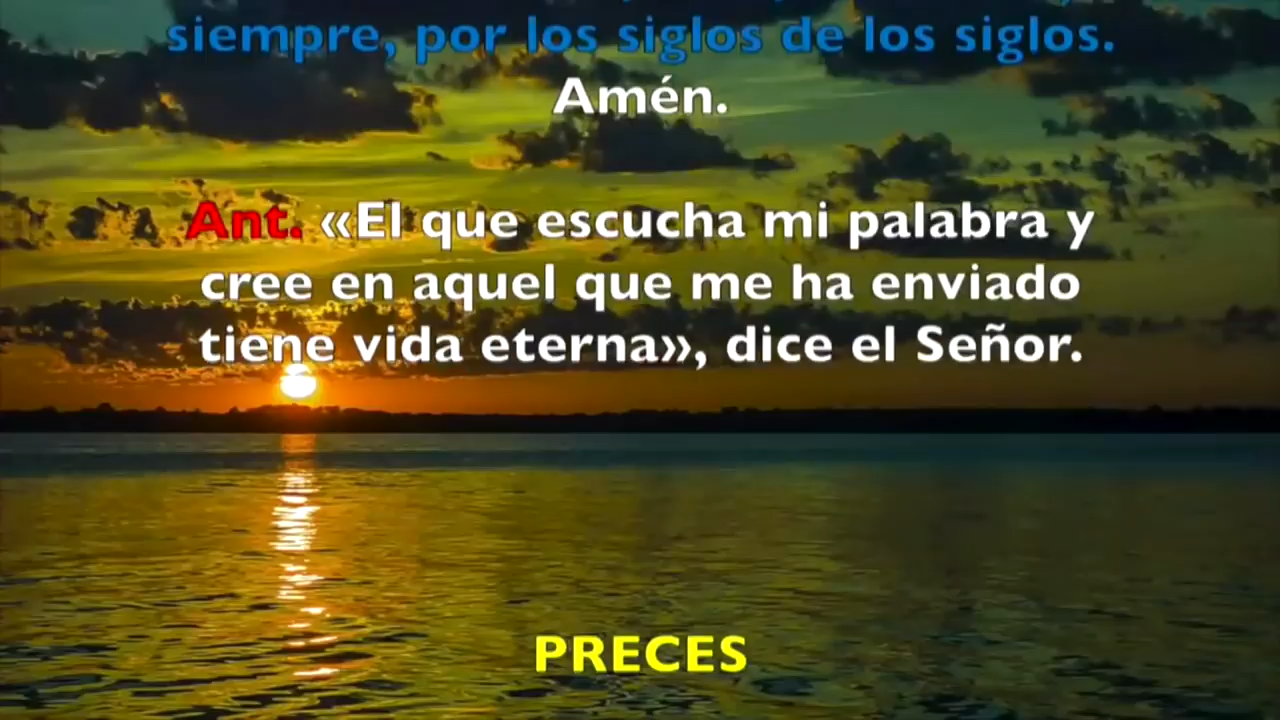 siempre, por los siglos de los siglos.
Amén.
Ant. «El que escucha mi palabra y
cree en aquel que me ha enviado
tiene vida eterna», dice el Señor.
PRECES